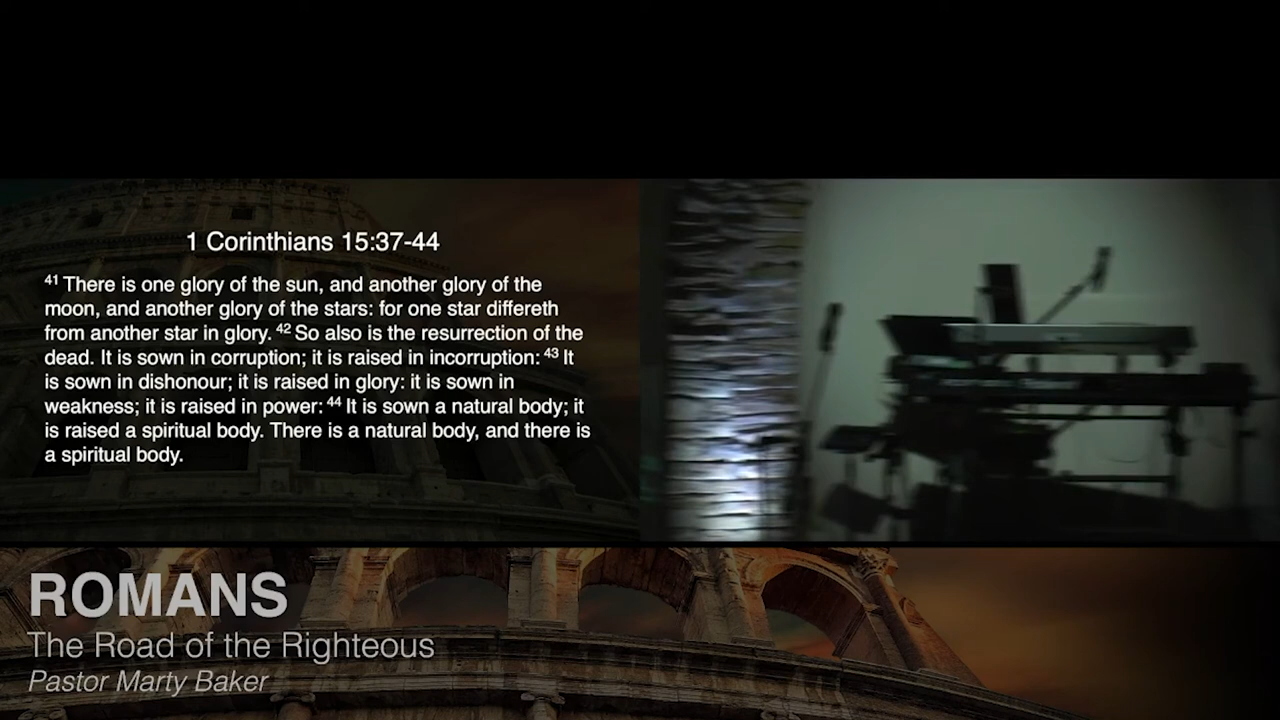 1 Corinthians 15:37-44
41 There is one glory of the sun, and another glory of the
moon, and another glory of the stars: for one star differeth
from another star in glory. 42 So also is the resurrection of the
dead. It is sown in corruption; it is raised in incorruption: 43 It
is sown in dishonour; it is raised in glory: it is sown in
weakness; it is raised in power: 44 It is sown a natural body; it
is raised a spiritual body. There is a natural body, and there is
a spiritual body.
ROMANS
The Road of the Righteous
Pastor Marty Baker